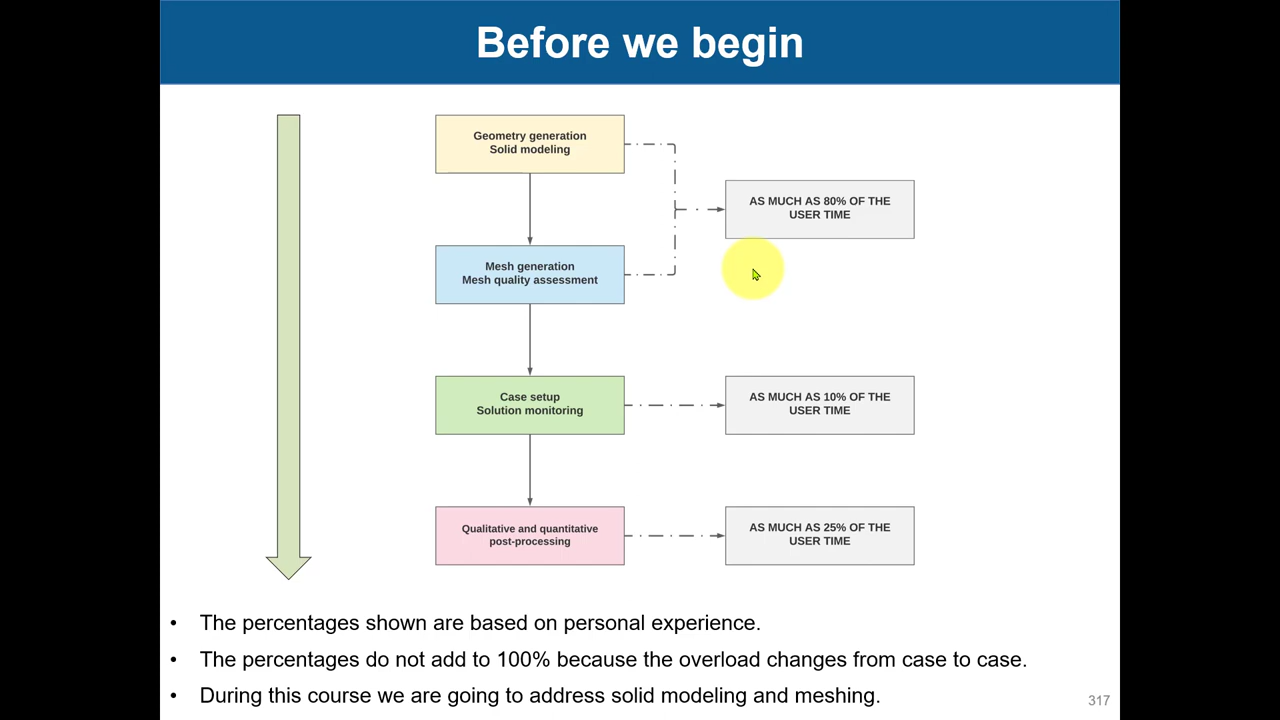 Before we begin
Geometry generation
Solid modeling
AS MUCH AS 80% OF THE
USER TIME
Mesh generation
Mesh quality assessment
Case setup
Solution monitoring
AS MUCH AS 10% OF THE
USER TIME
Qualitative and quantitative
post-processing
AS MUCH AS 25% OF THE
USER TIME
• The percentages shown are based on personal experience.
• The percentages do not add to 100% because the overload changes from case to case.
• During this course we are going to address solid modeling and meshing.
317